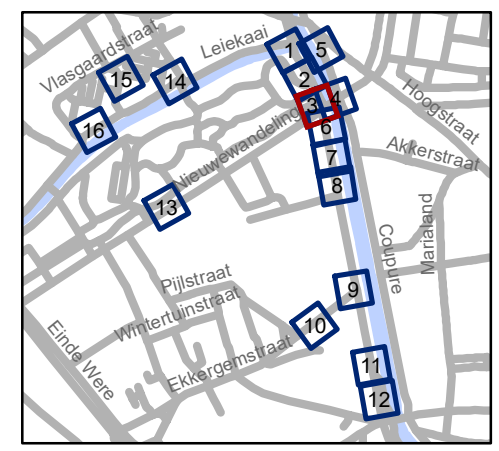 Vlasgaardstraat
Leiekaai
1
5
2
15
14
3
4
Hoogstraat
16
6
Nieuwewandeling
7
Akkerstraat
8
13
Marialand
Coupure
Pijlstraat
9
Wintertuinstraat
10
Einde Were
Ekkergemstraat
11
12